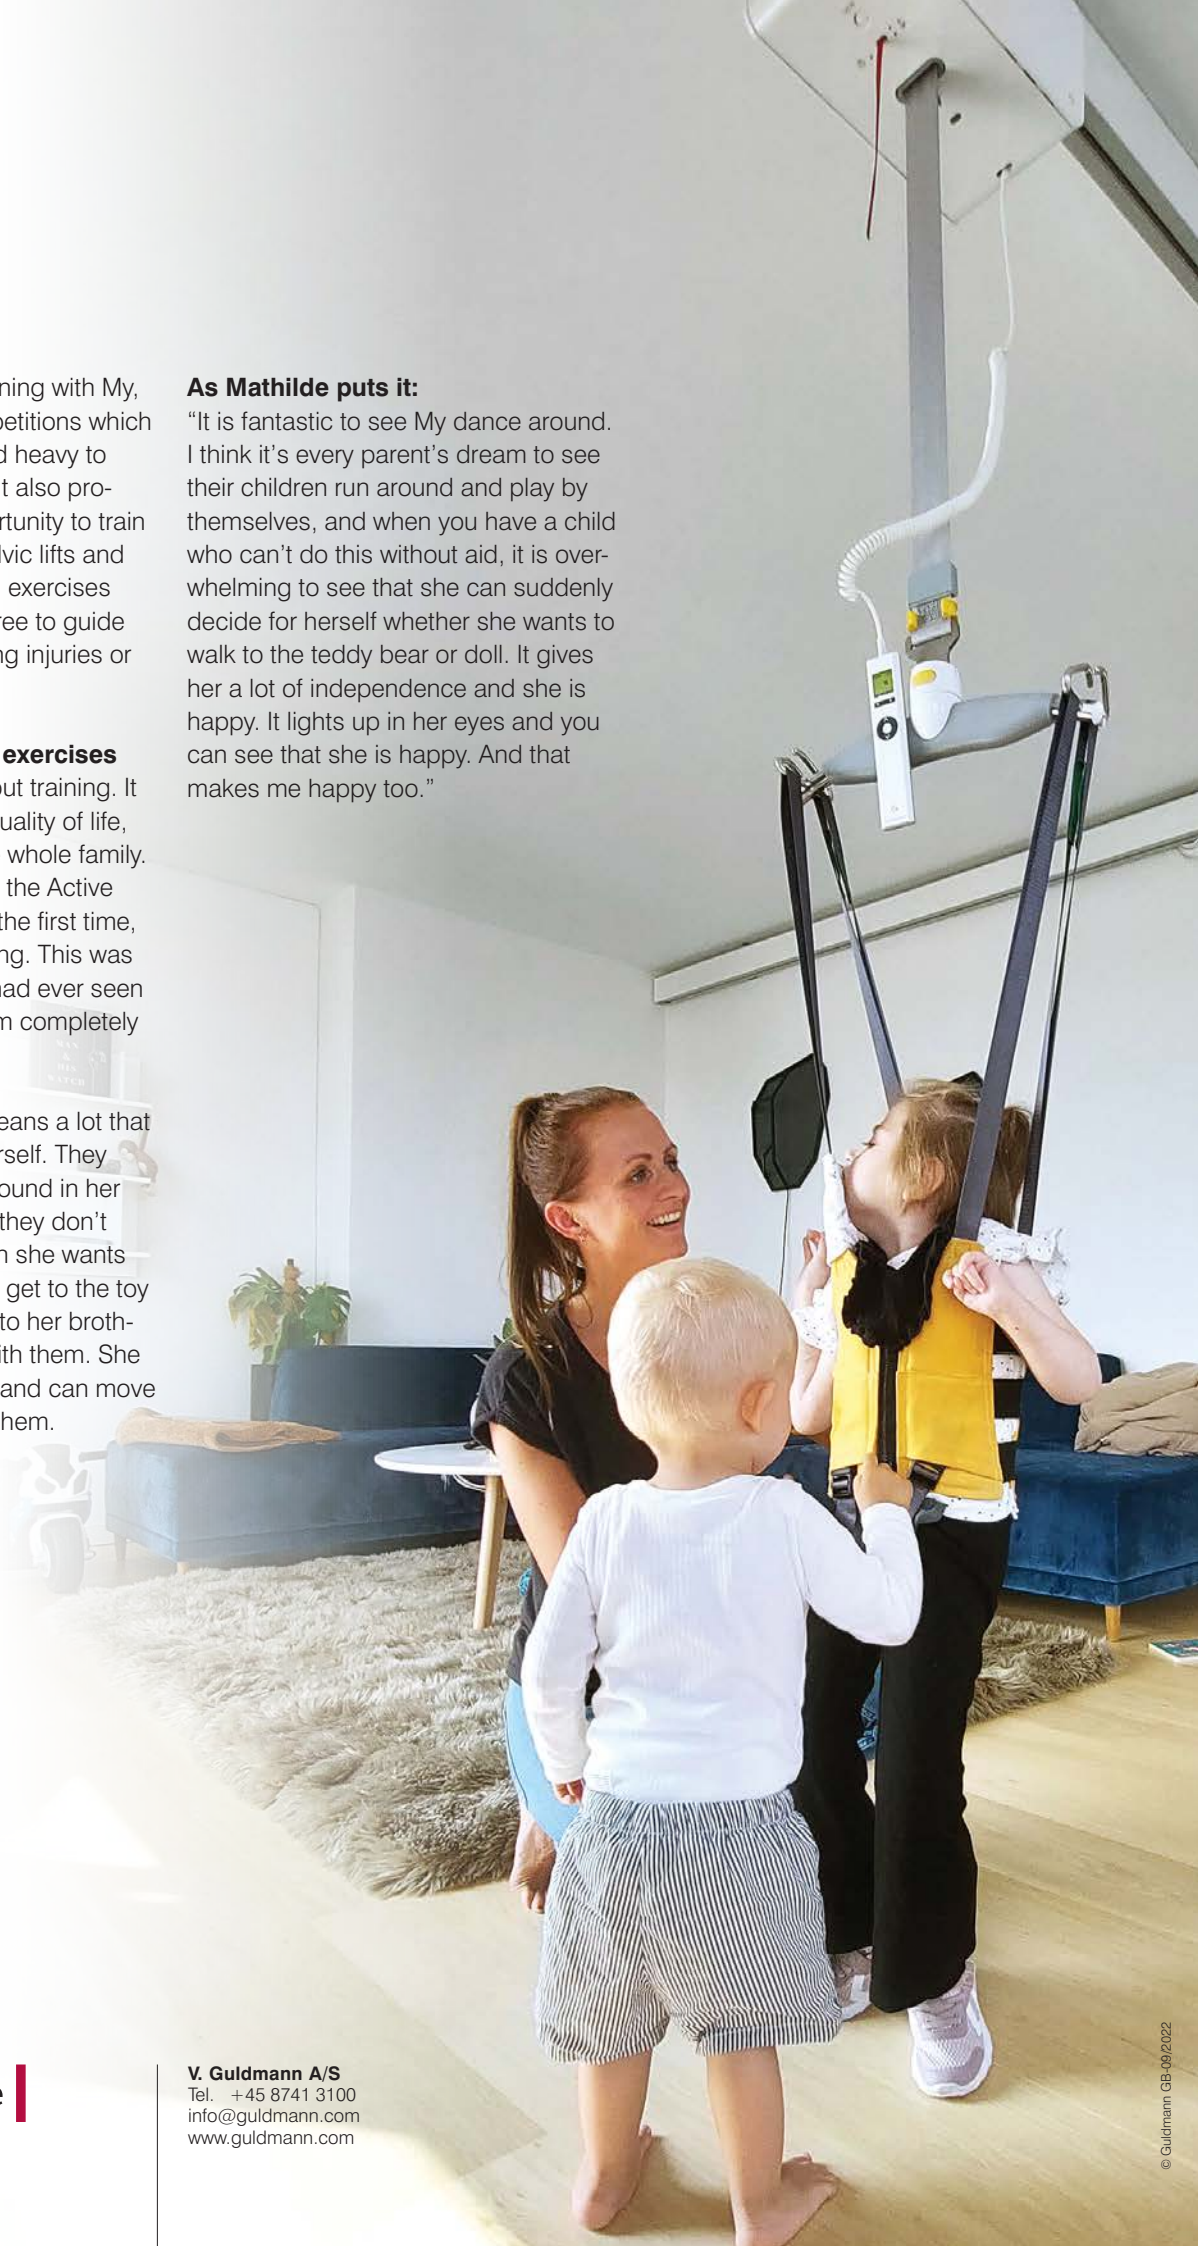 ning with My,
petitions which
d heavy to
t also pro-
rtunity to train
lvic lifts and
exercises
ree to guide
ng injuries or
exercises
out training. It
uality of life,
whole family.
the Active
the first time,
ng. This was
had ever seen
m completely
eans a lot that
rself. They
ound in her
they don't
n she wants
get to the toy
to her broth-
ith them. She
and can move
hem.
As Mathilde puts it:
“It is fantastic to see My dance around.
I think it's every parent's dream to see
their children run around and play by
themselves, and when you have a child
who can't do this without aid, it is over-
whelming to see that she can suddenly
decide for herself whether she wants to
walk to the teddy bear or doll. It gives
her a lot of independence and she is
happy. It lights up in her eyes and you
can see that she is happy. And that
makes me happy too.”
MAN
&
HIS
WATCH
e
V. Guldmann A/S
Tel. +45 8741 3100
info@guldmann.com
www.guldmann.com
© Guldmann GB-09/2022